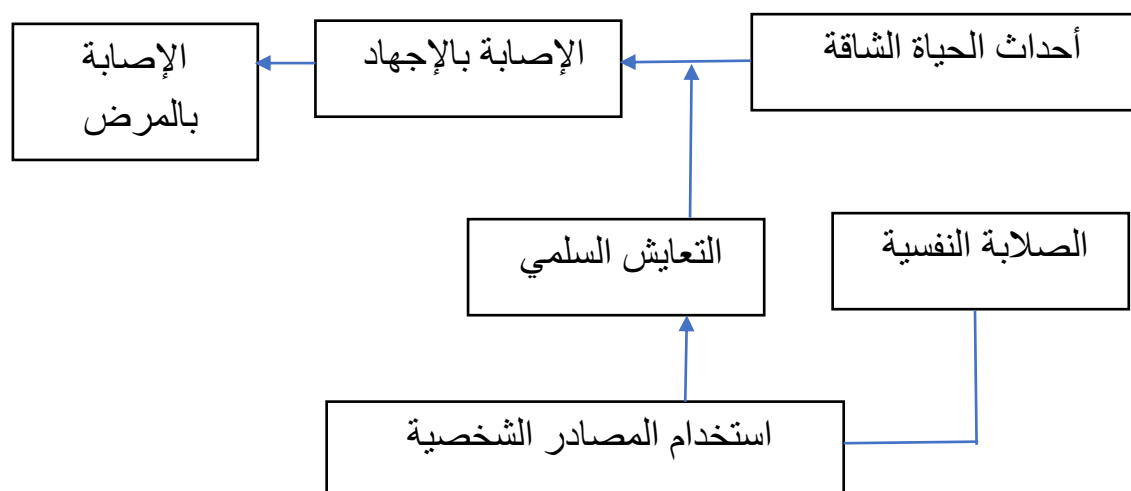 أحداث الحياة الشاقة
الإصابة بالإجهاد
الإصابة
بالمرض
الصلابة النفسية
التعايش السلمي
استخدام المصادر الشخصية